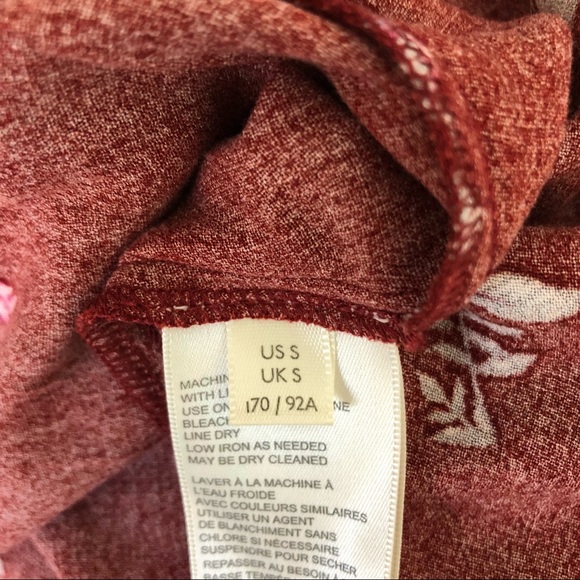 US S
UK S
170 / 92A
MACHIN
WITH L
USE ON NE
BLEAC
LINE DRY
LOW IRON AS NEEDED
MAY BE DRY CLEANED
LAVER À LA MACHINE À
L'EAU FROIDE
AVEC COULEURS SIMILAIRES
UTILISER UN AGENT
DE BLANCHIMENT SANS
CHLORE SI NÉCESSAIRE
SUSPENDRE POUR SÉCHER
REPASSER AU BESOIN À
BASSE TEMPÉ